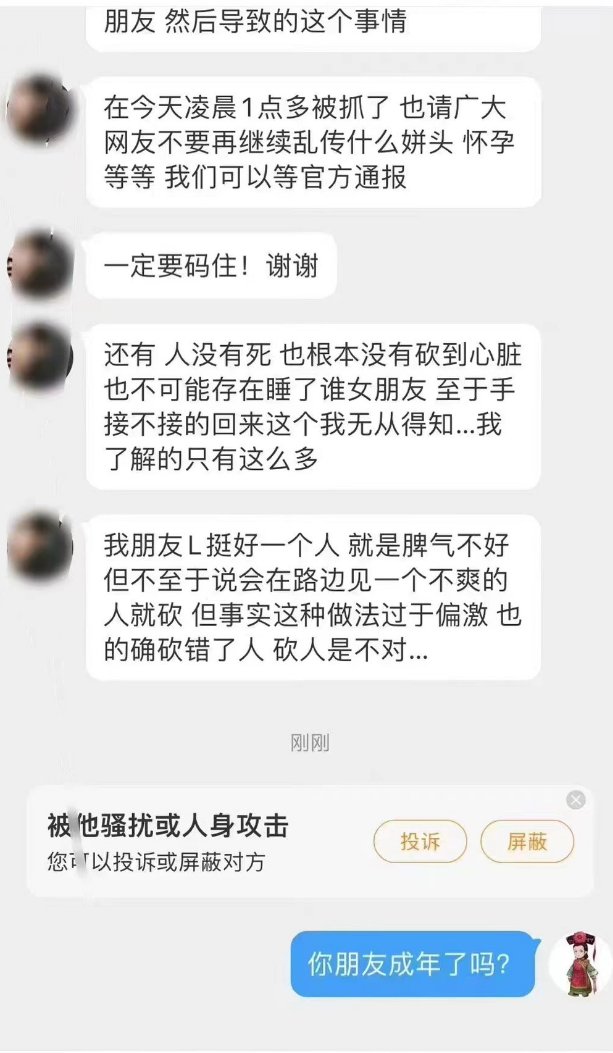 朋友 然后导致的这个事情
在今天凌晨1点多被抓了 也请广大
网友不要再继续乱传什么姘头 怀孕
等等 我们可以等官方通报
一定要码住！谢谢
还有 人没有死 也根本没有砍到心脏
也不可能存在睡了谁女朋友 至于手
接不接的回来这个我无从得知...我
了解的只有这么多
我朋友L挺好一个人 就是脾气不好
但不至于说会在路边见一个不爽的
人就砍 但事实这种做法过于偏激 也
的确砍错了人 砍人是不对...
刚刚
被他骚扰或人身攻击
您可以投诉或屏蔽对方
投诉
屏蔽
你朋友成年了吗？